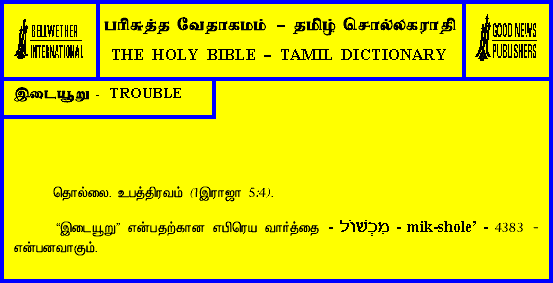 BELLWETHER
INTERNATIONAL
பரிசுத்த வேதாகமம் – தமிழ் சொல்லகராதி
THE HOLY BIBLE – TAMIL DICTIONARY
GOOD NEWS
PUBLISHERS
இடையூறு - TROUBLE
தொல்லை. உபத்திரவம் (1இராஜா 5:4).
“இடையூறு” என்பதற்கான எபிரெய வார்த்தை - מִכְשׁוֹל - mik-shole’ - 4383 -
என்பனவாகும்.